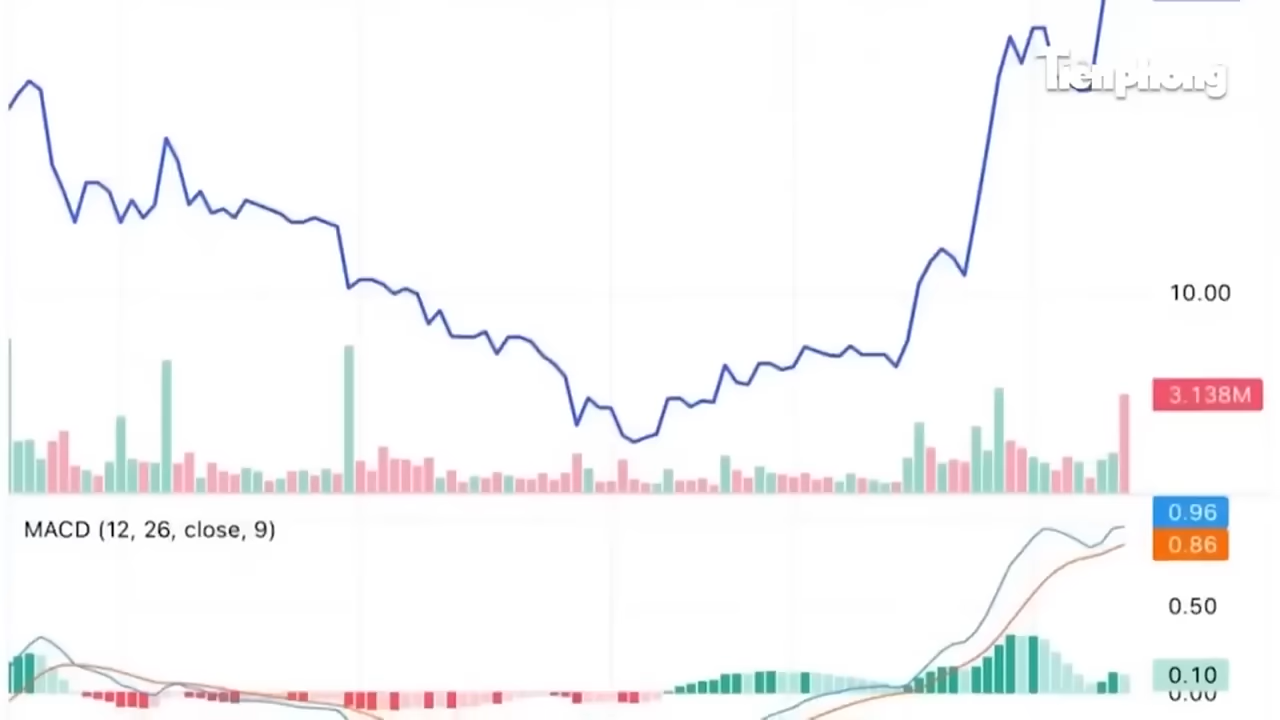 Tienphong
10.00
3.138M
MACD (12, 26, close, 9)
0.96
0.86
0.50
0.10
0.00